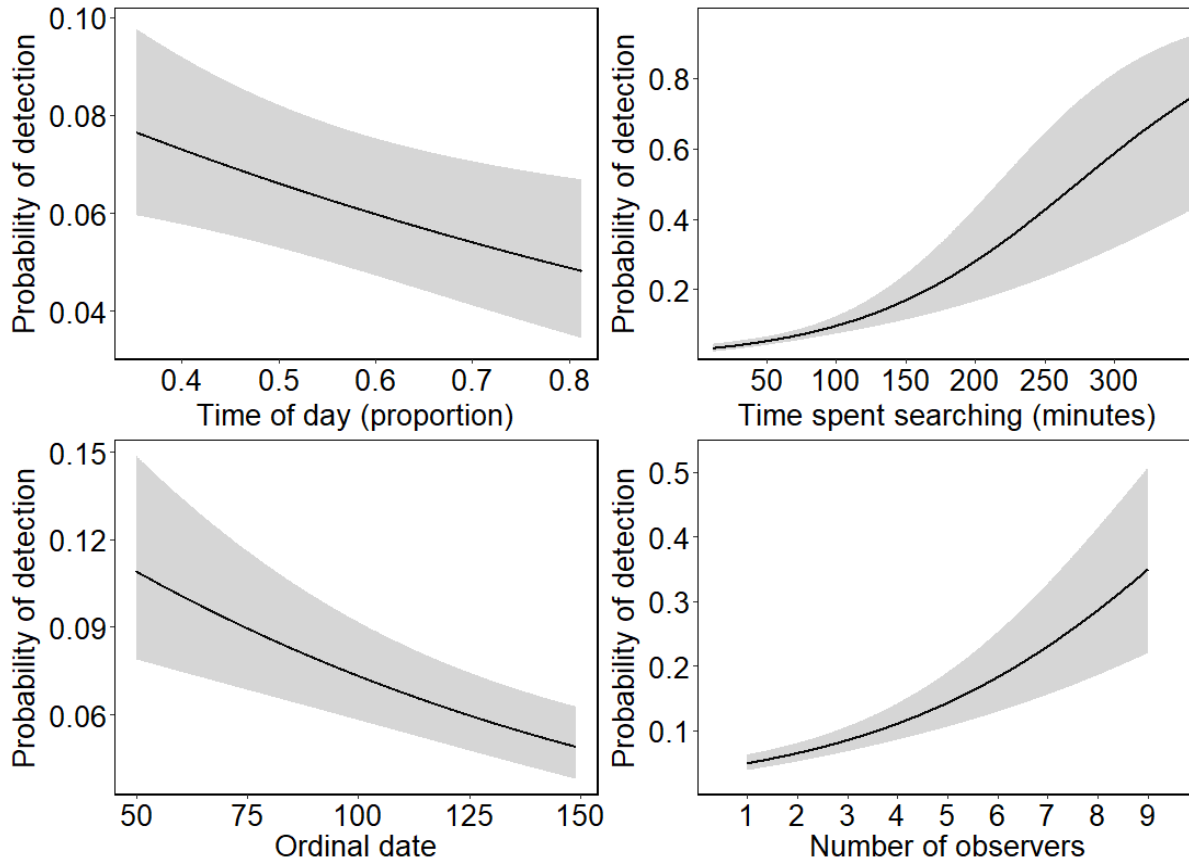 Probability of detection
0.10
0.08
0.06
0.04
0.4 0.5 0.6 0.7 0.8
Time of day (proportion)
Probability of detection
0.8
0.6
0.4
0.2
50 100 150 200 250 300
Time spent searching (minutes)
Probability of detection
0.15
0.12
0.09
0.06
50 75 100 125 150
Ordinal date
Probability of detection
0.5
0.4
0.3
0.2
0.1
1 2 3 4 5 6 7 8 9
Number of observers